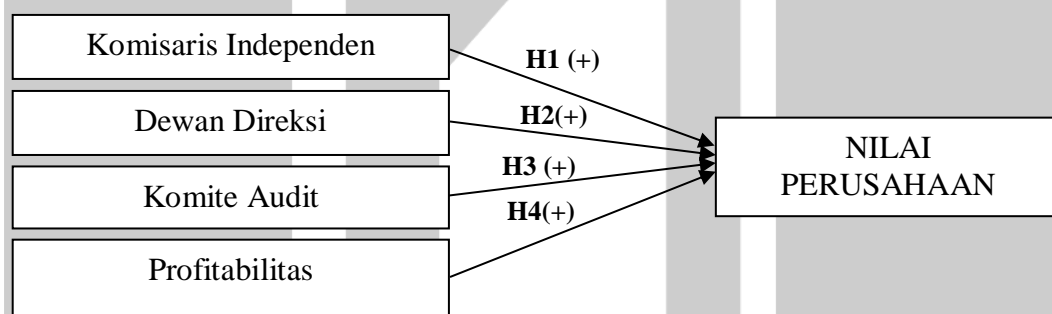 Komisaris Independen
H1 (+)
Dewan Direksi
H2(+)
Komite Audit
H3 (+)
Profitabilitas
H4(+)
NILAI
PERUSAHAAN